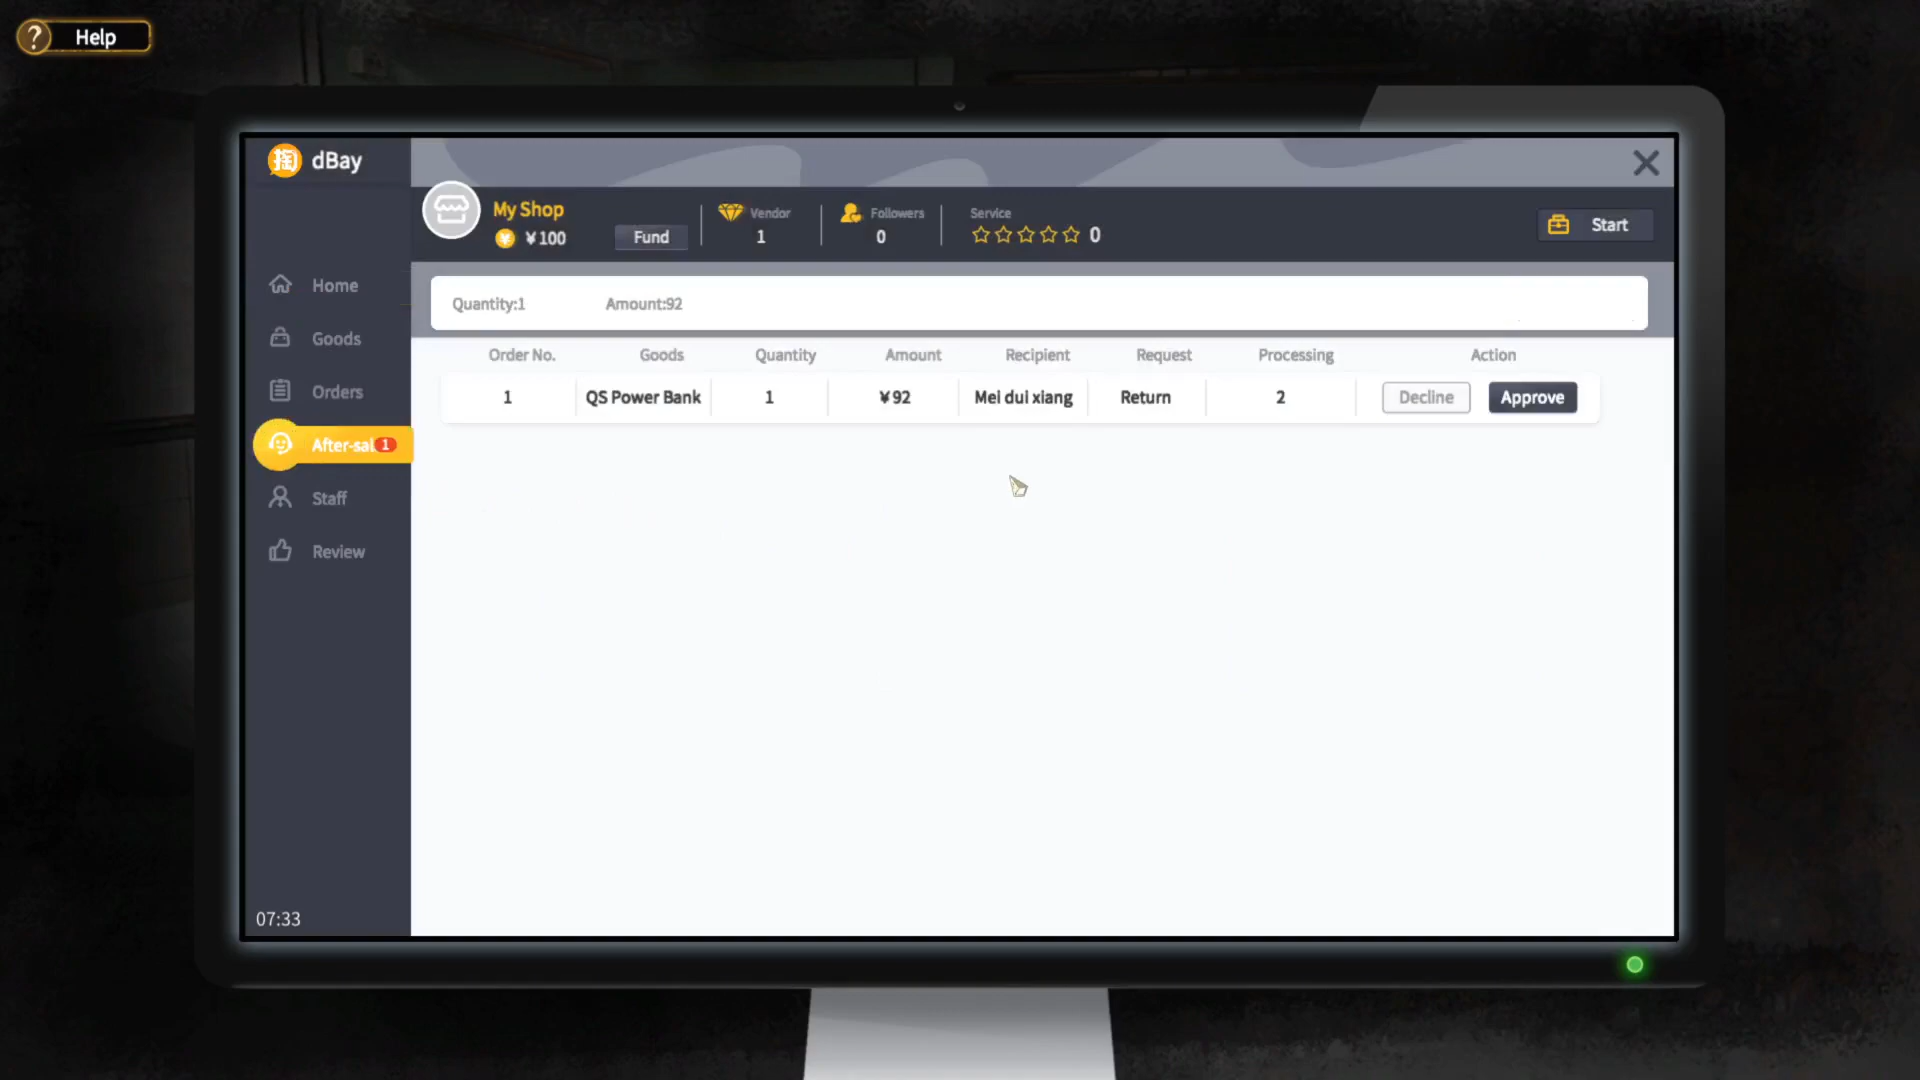 ? Help
掏 dBay
My Shop
¥100
Fund
Vendor
1
Followers
0
Service
0
Start
Home
Goods
Orders
After-sal 1
Staff
Review
07:33
Quantity:1 Amount:92
Order No. Goods Quantity Amount Recipient Request Processing Action
1 QS Power Bank 1 ¥92 Mei dui xiang Return 2 Decline Approve